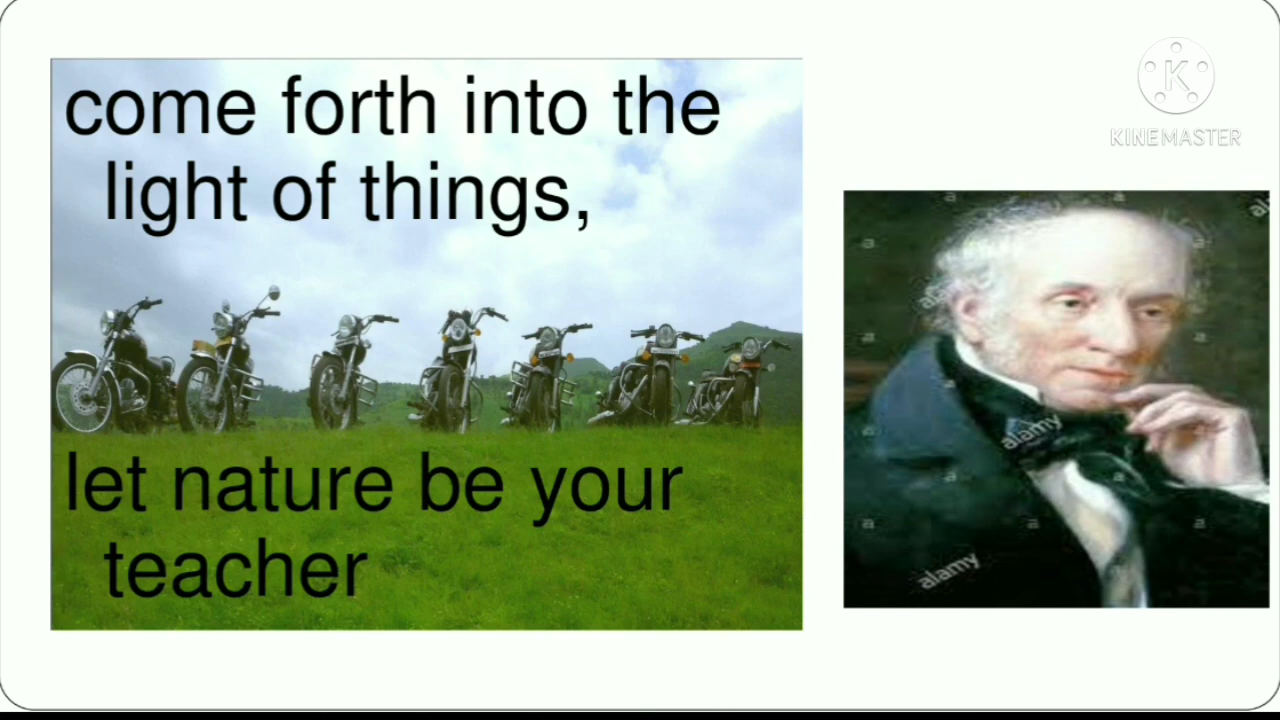 come forth into the
light of things,
let nature be your
teacher
K
KINEMASTER
alamy
alamy
a
a
a
a
a
a
a
a
a
a
a
a